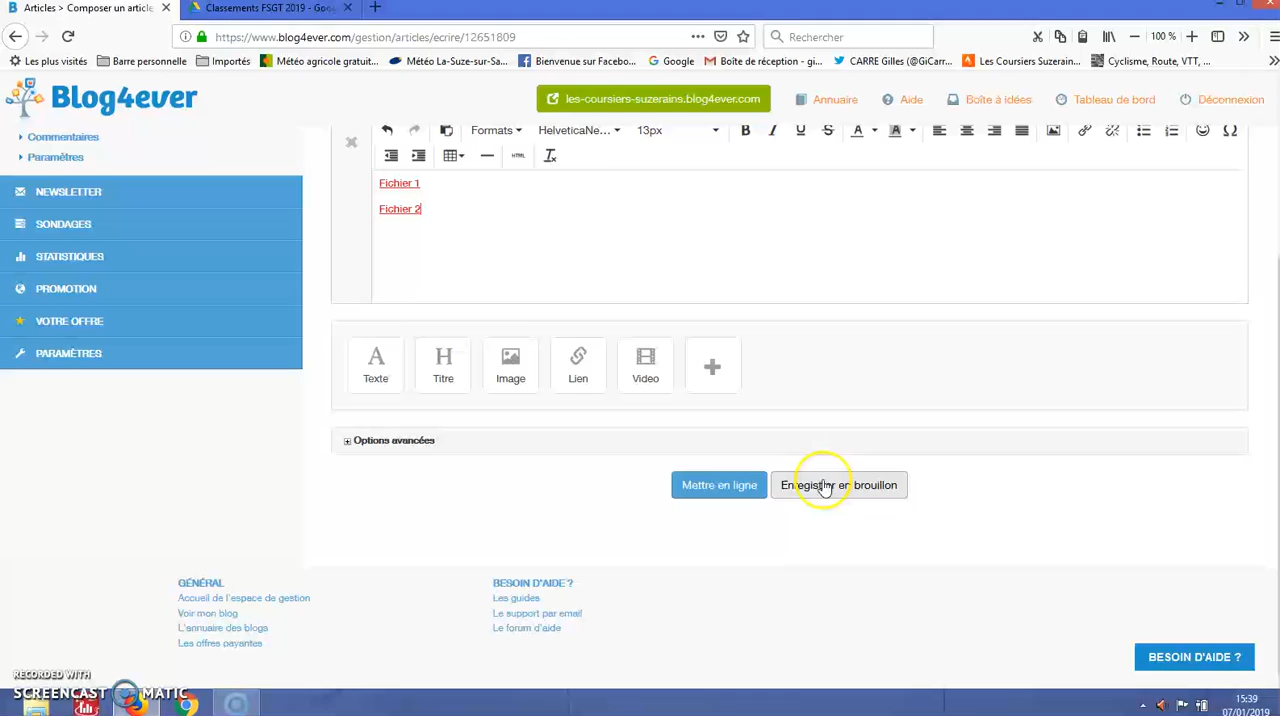 Articles > Composer un article
Classements FSGT 2019 - Goo
https://www.blog4ever.com/gestion/articles/ecrire/12651809
Rechercher
100 %
Les plus visités
Barre personnelle
Importés
Météo agricole gratuit...
Météo La-Suze-sur-Sa...
Bienvenue sur Facebo...
Google
Boîte de réception - gi...
CARRE Gilles (@GiCarr...
Les Coursiers Suzerain...
Cyclisme, Route, VTT, ...
Blog4ever
les-coursiers-suzerains.blog4ever.com
Annuaire
Aide
Boîte à idées
Tableau de bord
Déconnexion
Commentaires
Paramètres
NEWSLETTER
SONDAGES
STATISTIQUES
PROMOTION
VOTRE OFFRE
PARAMÈTRES
Formats
HelveticaNe...
13px
B I U S A A
HTML
Fichier 1
Fichier 2
Texte
Titre
Image
Lien
Video
Options avancées
Mettre en ligne
Enregistrer en brouillon
GÉNÉRAL
Accueil de l'espace de gestion
Voir mon blog
L'annuaire des blogs
Les offres payantes
BESOIN D'AIDE ?
Les guides
Le support par email
Le forum d'aide
BESOIN D'AIDE ?
RECORDED WITH
SCREENCAST MATIC
15:39
07/01/2019